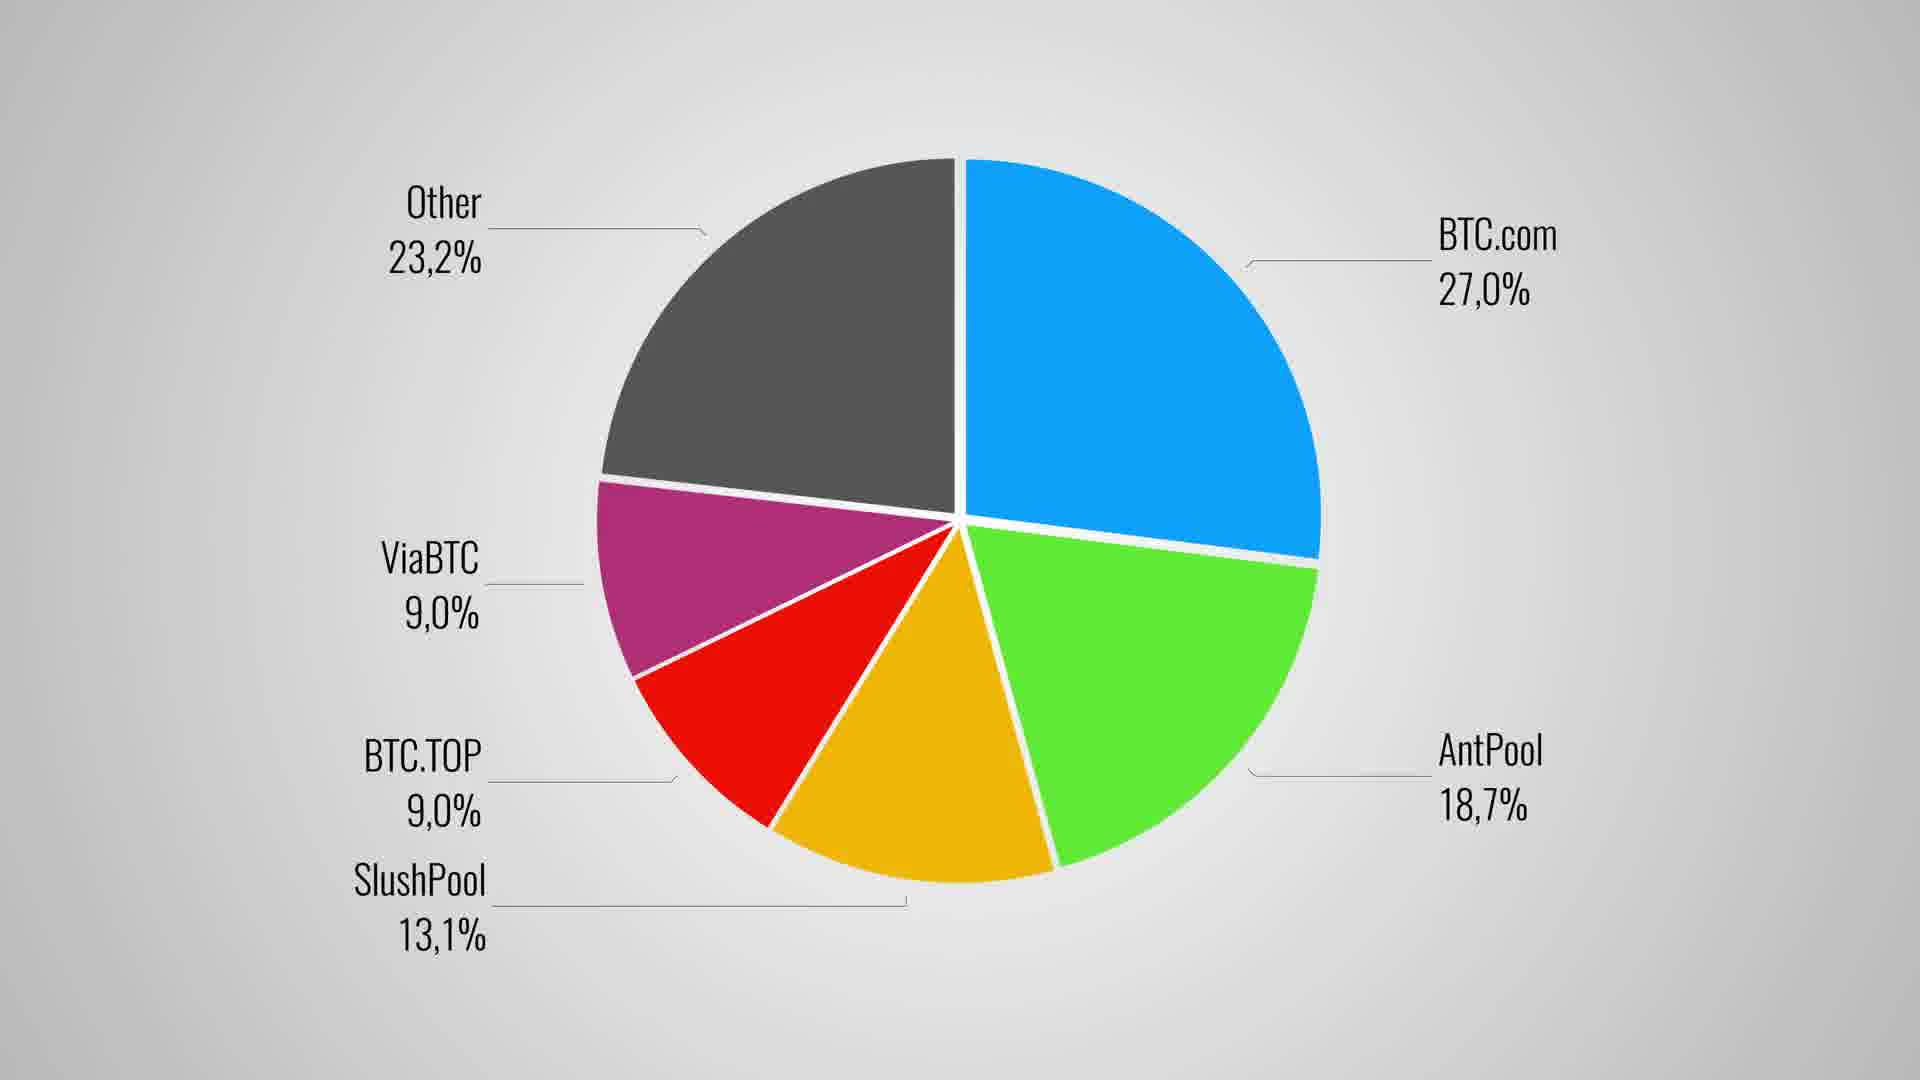 Other
23,2%
BTC.com
27,0%
ViaBTC
9,0%
BTC.TOP
9,0%
AntPool
18,7%
SlushPool
13,1%